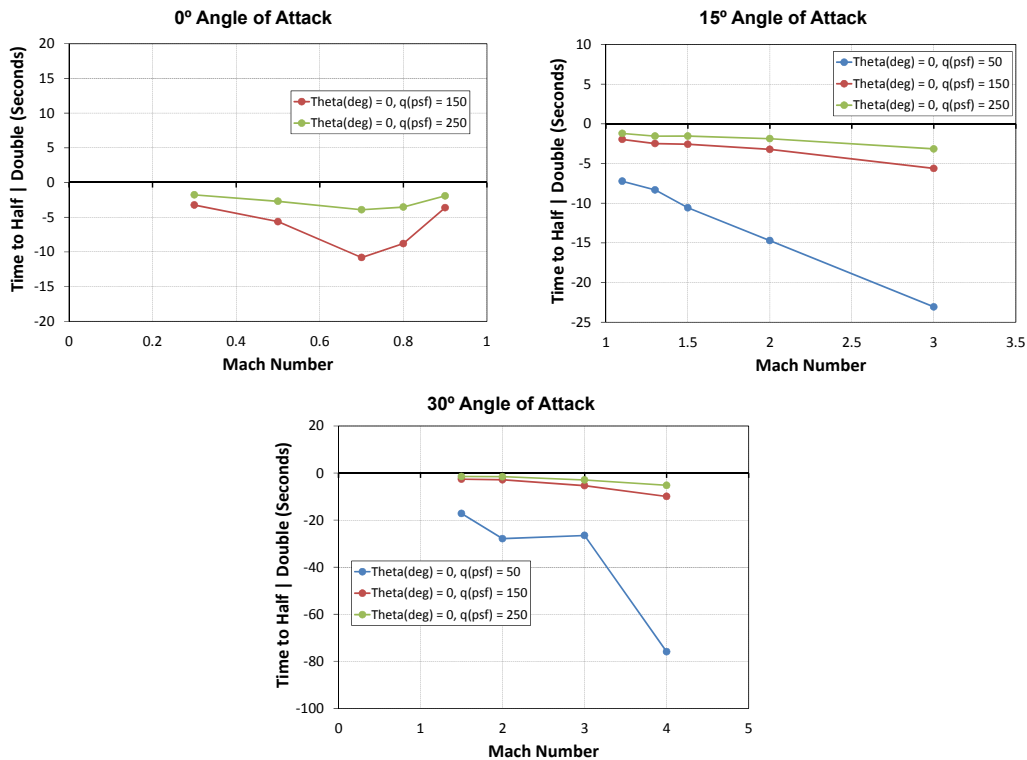 0º Angle of Attack
Time to Half | Double (Seconds)
20
15
10
5
0
-5
-10
-15
-20
Theta(deg) = 0, q(psf) = 150
Theta(deg) = 0, q(psf) = 250
0
0.2
0.4
0.6
0.8
1
Mach Number
15º Angle of Attack
Time to Half | Double (Seconds)
10
5
0
-5
-10
-15
-20
-25
Theta(deg) = 0, q(psf) = 50
Theta(deg) = 0, q(psf) = 150
Theta(deg) = 0, q(psf) = 250
1
1.5
2
2.5
3
3.5
Mach Number
30º Angle of Attack
Time to Half | Double (Seconds)
20
0
-20
-40
-60
-80
-100
Theta(deg) = 0, q(psf) = 50
Theta(deg) = 0, q(psf) = 150
Theta(deg) = 0, q(psf) = 250
0
1
2
3
4
5
Mach Number